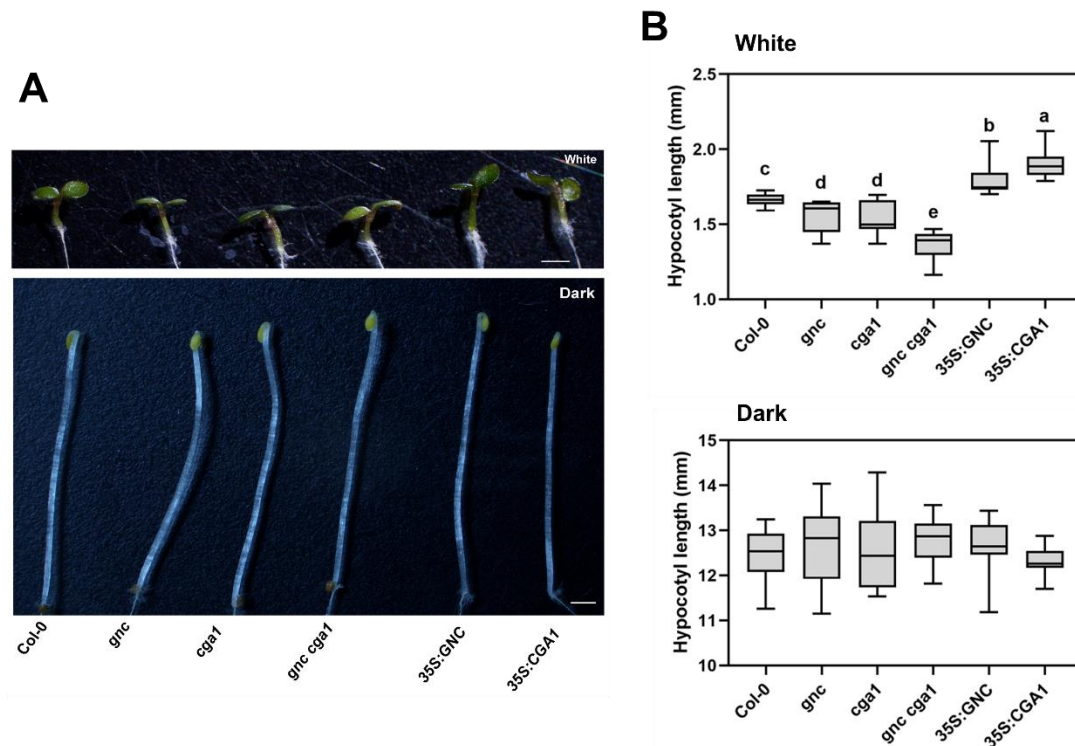 A
White
Dark
Col-0
gnc
cga1
gnc cga1
35S:GNC
35S:CGA1
B
White
Hypocotyl length (mm)
2.5
2.0
1.5
1.0
c
d
d
e
b
a
Col-0
gnc
cga1
gnc cga1
35S:GNC
35S:CGA1
Dark
Hypocotyl length (mm)
15
14
13
12
11
10
Col-0
gnc
cga1
gnc cga1
35S:GNC
35S:CGA1